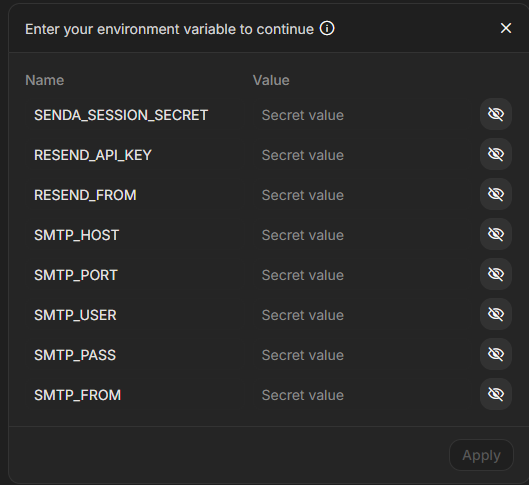 Enter your environment variable to continue
Name Value
SENDA_SESSION_SECRET Secret value
RESEND_API_KEY Secret value
RESEND_FROM Secret value
SMTP_HOST Secret value
SMTP_PORT Secret value
SMTP_USER Secret value
SMTP_PASS Secret value
SMTP_FROM Secret value
Apply